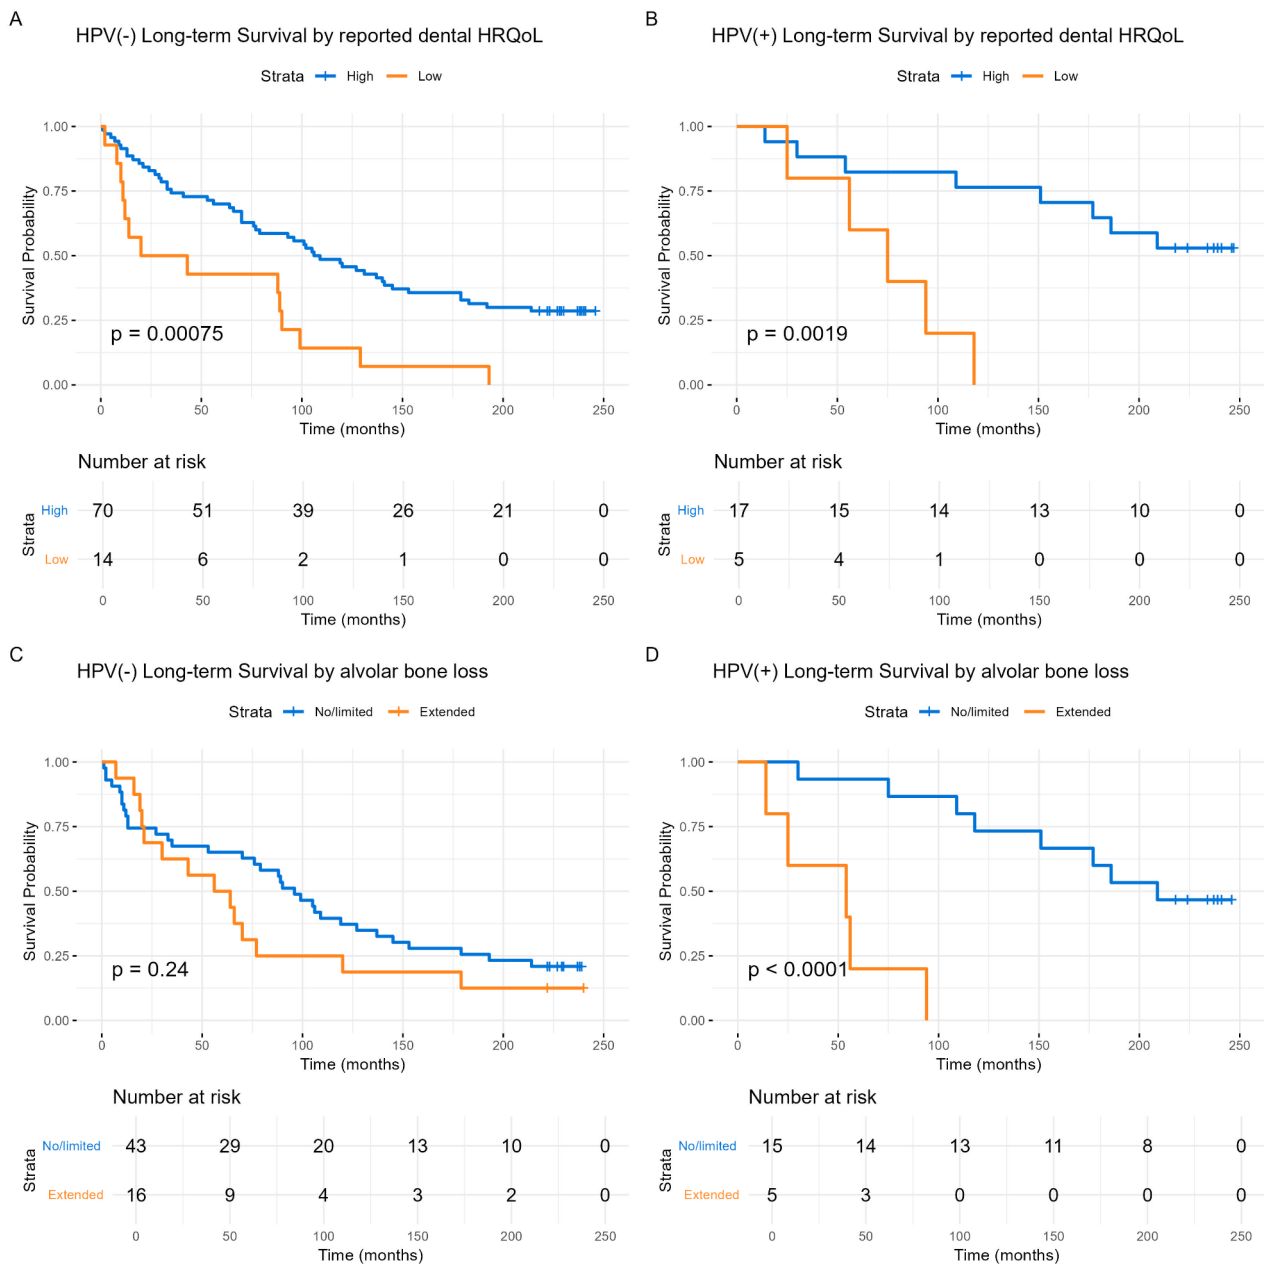 A
HPV(-) Long-term Survival by reported dental HRQoL
Strata High Low
Survival Probability
1.00
0.75
0.50
0.25
0.00
p = 0.00075
0 50 100 150 200 250
Time (months)
Number at risk
Strata
High 70 51 39 26 21 0
Low 14 6 2 1 0 0
0 50 100 150 200 250
Time (months)
B
HPV(+) Long-term Survival by reported dental HRQoL
Strata High Low
Survival Probability
1.00
0.75
0.50
0.25
0.00
p = 0.0019
0 50 100 150 200 250
Time (months)
Number at risk
Strata
High 17 15 14 13 10 0
Low 5 4 1 0 0 0
0 50 100 150 200 250
Time (months)
C
HPV(-) Long-term Survival by alvolar bone loss
Strata No/limited Extended
Survival Probability
1.00
0.75
0.50
0.25
0.00
p = 0.24
0 50 100 150 200 250
Time (months)
Number at risk
Strata
No/limited 43 29 20 13 10 0
Extended 16 9 4 3 2 0
0 50 100 150 200 250
Time (months)
D
HPV(+) Long-term Survival by alvolar bone loss
Strata No/limited Extended
Survival Probability
1.00
0.75
0.50
0.25
0.00
p < 0.0001
0 50 100 150 200 250
Time (months)
Number at risk
Strata
No/limited 15 14 13 11 8 0
Extended 5 3 0 0 0 0
0 50 100 150 200 250
Time (months)